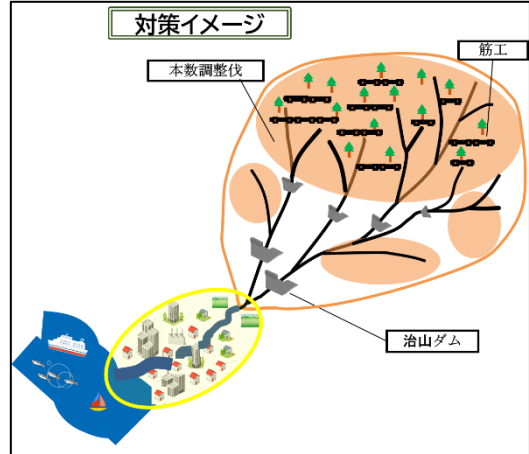 対策イメージ
筋工
本数調整伐
治山ダム